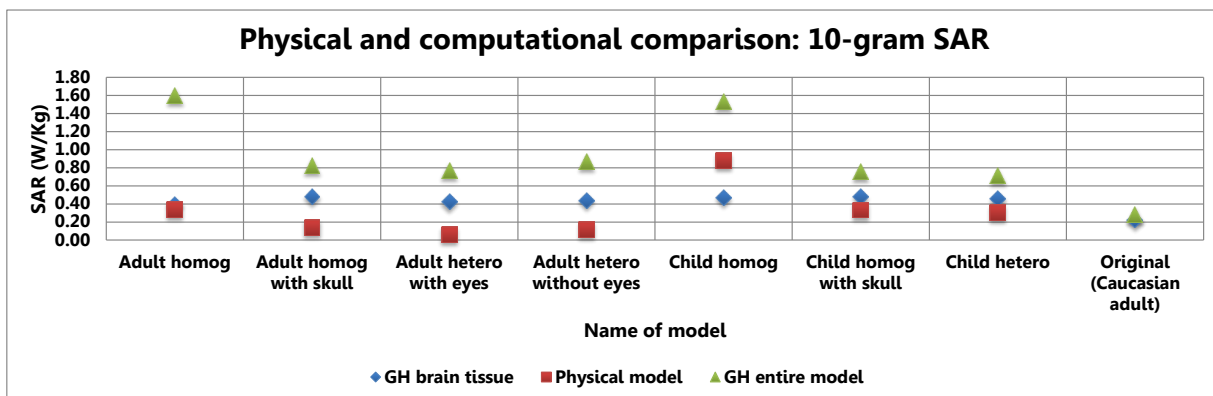 Physical and computational comparison: 10-gram SAR
SAR (W/Kg)
1.80
1.60
1.40
1.20
1.00
0.80
0.60
0.40
0.20
0.00
Adult homog
Adult homog
with skull
Adult hetero
with eyes
Adult hetero
without eyes
Child homog
Child homog
with skull
Child hetero
Original
(Caucasian
adult)
Name of model
GH brain tissue
Physical model
GH entire model